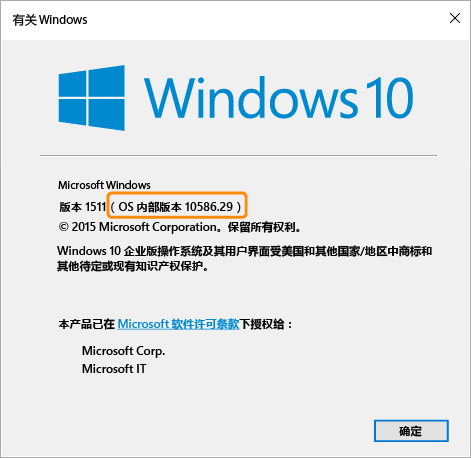 有关 Windows
Windows 10
Microsoft Windows
版本 1511（OS 内部版本 10586.29）
© 2015 Microsoft Corporation。保留所有权利。
Windows 10 企业版操作系统及其用户界面受美国和其他国家/地区中商标和
其他待定或现有知识产权保护。
本产品已在 Microsoft 软件许可条款下授权给：
Microsoft Corp.
Microsoft IT
确定